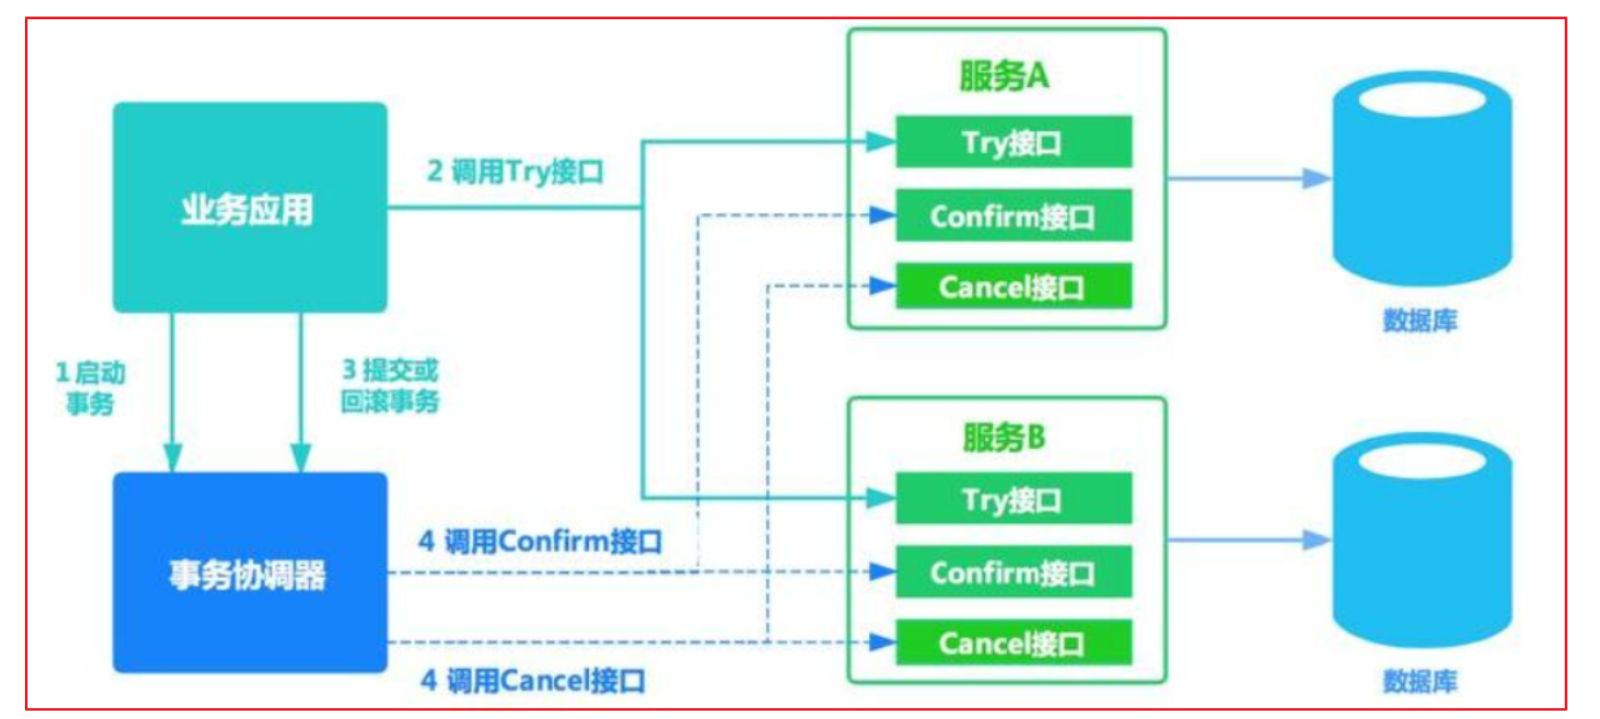 业务应用
1 启动
事务
3 提交或
回滚事务
事务协调器
2 调用Try接口
4 调用Confirm接口
4 调用Cancel接口
服务A
Try接口
Confirm接口
Cancel接口
数据库
服务B
Try接口
Confirm接口
Cancel接口
数据库